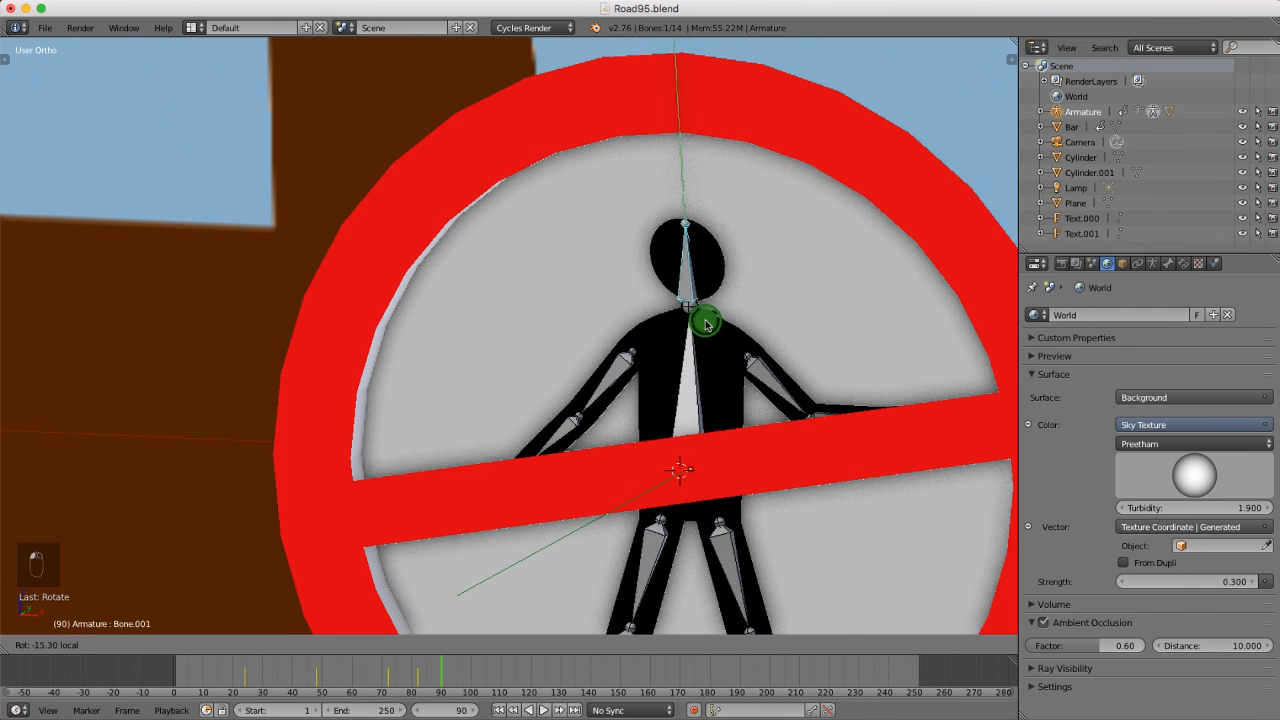 Road95.blend
File Render Window Help Default Scene Cycles Render v2.76 | Bones:1/14 | Mem:55.22M | Armature
User Ortho
View Search All Scenes
Scene
RenderLayers
World
Armature
Bar
Camera
Cylinder
Cylinder.001
Lamp
Plane
Text.000
Text.001
World
World F
Custom Properties
Preview
Surface
Surface: Background
Color: Sky Texture
Preetham
Turbidity: 1.900
Vector: Texture Coordinate | Generated
Object:
From Dupli
Strength: 0.300
Volume
Ambient Occlusion
Factor: 0.60 Distance: 10.000
Ray Visibility
Settings
Last: Rotate
(90) Armature : Bone.001
Rot: -15.30 local
-50 -40 -30 -20 -10 0 10 20 30 40 50 60 70 80 90 100 110 120 130 140 150 160 170 180 190 200 210 220 230 240 250 260 270 280
View Marker Frame Playback Start: 1 End: 250 90 No Sync